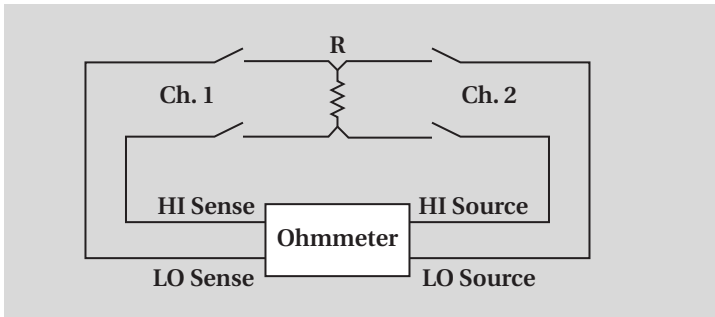 R
Ch. 1
Ch. 2
HI Sense
HI Source
Ohmmeter
LO Sense
LO Source